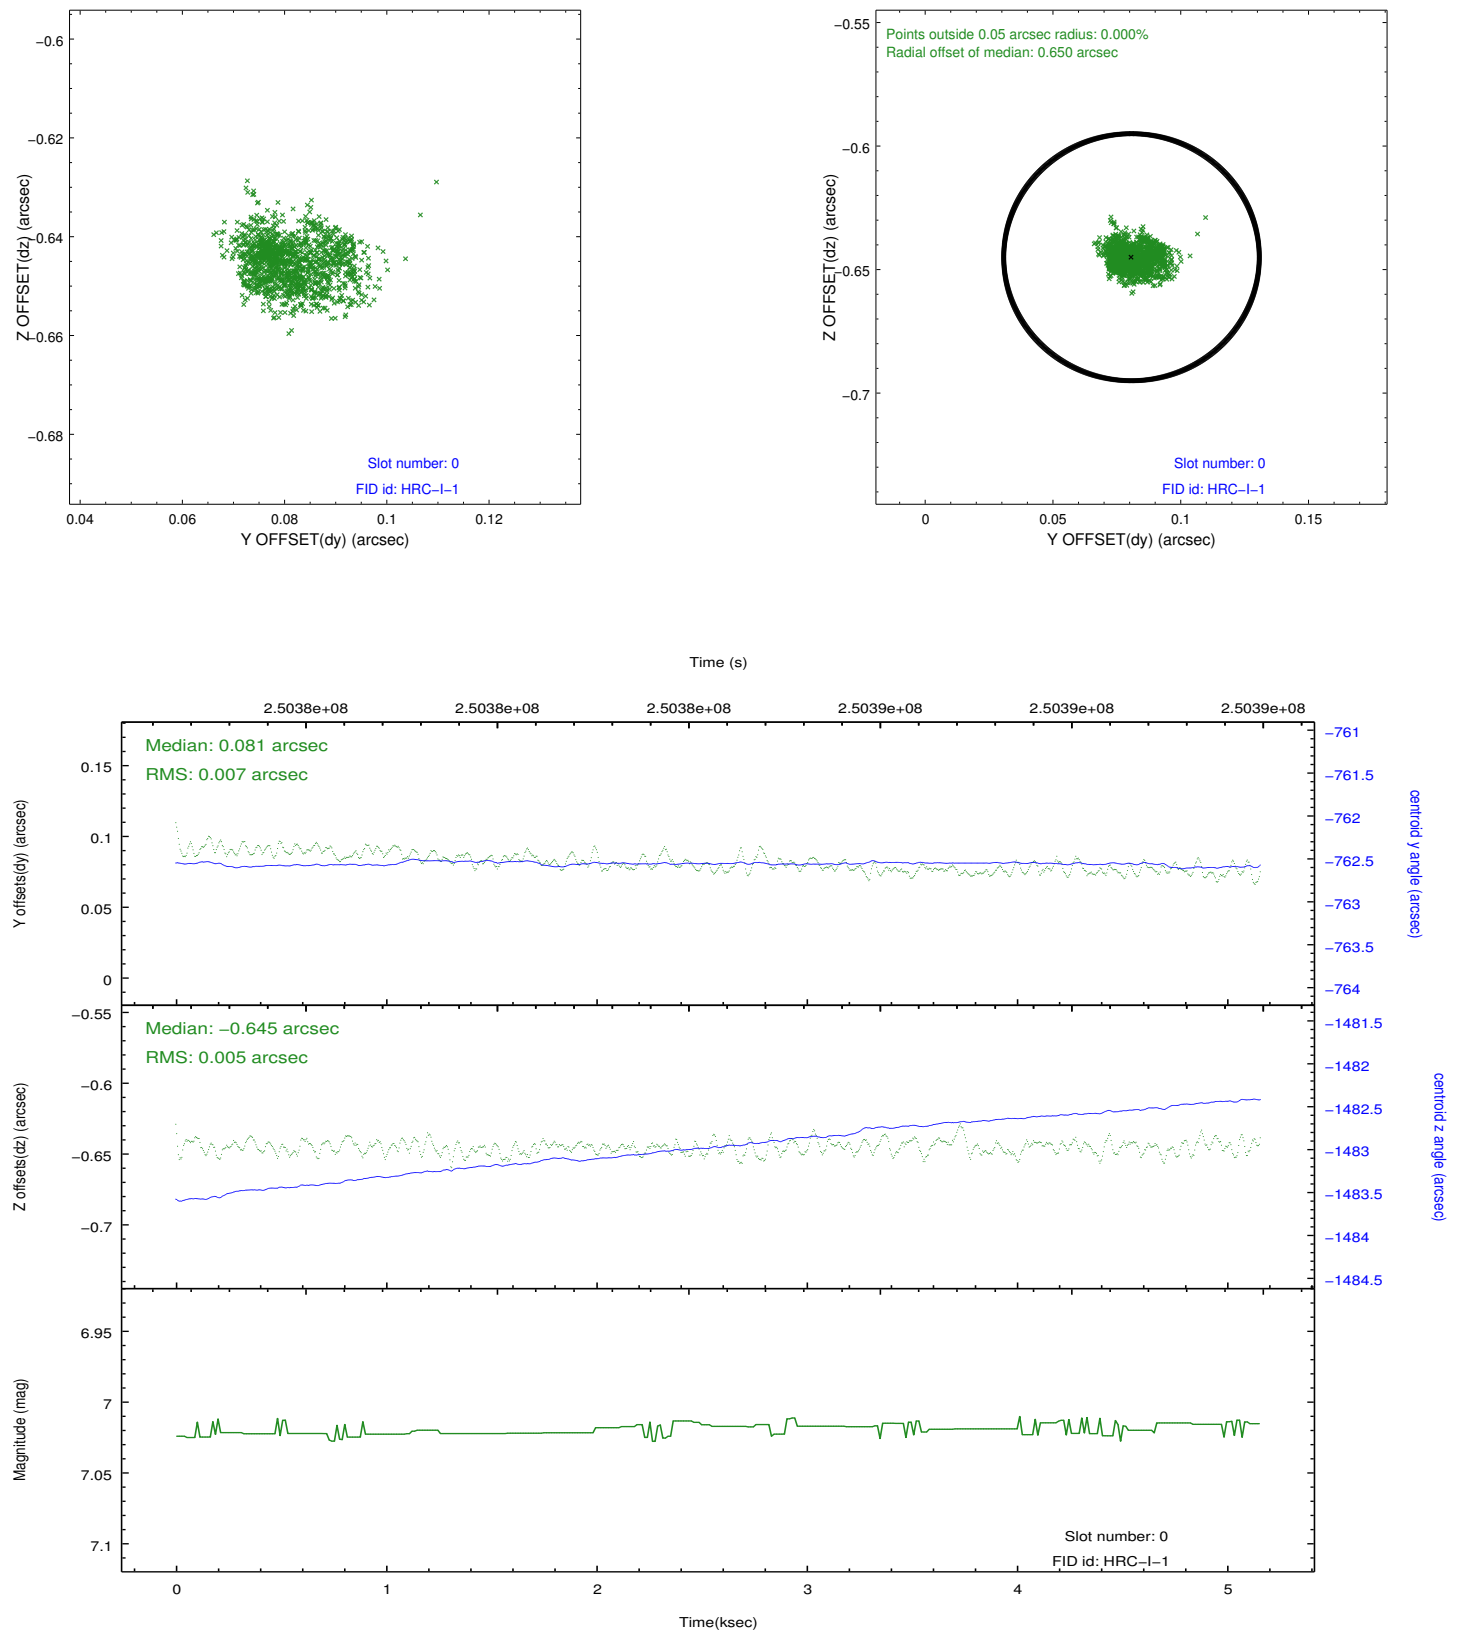 −0.6
−0.62
−0.64
−0.66
−0.68
Z OFFSET(dz) (arcsec)
Slot number: 0
FID id: HRC−I−1
0.04 0.06 0.08 0.1 0.12
Y OFFSET(dy) (arcsec)
−0.55
−0.6
−0.65
−0.7
Z OFFSET(dz) (arcsec)
Points outside 0.05 arcsec radius: 0.000%
Radial offset of median: 0.650 arcsec
Slot number: 0
FID id: HRC−I−1
0 0.05 0.1 0.15
Y OFFSET(dy) (arcsec)
Time (s)
2.5038e+08 2.5038e+08 2.5038e+08 2.5039e+08 2.5039e+08 2.5039e+08
Median: 0.081 arcsec
RMS: 0.007 arcsec
0.15
0.1
0.05
0
Y offsets(dy) (arcsec)
−761
−761.5
−762
−762.5
−763
−763.5
−764
centroid y angle (arcsec)
Median: −0.645 arcsec
RMS: 0.005 arcsec
−0.55
−0.6
−0.65
−0.7
Z offsets(dz) (arcsec)
−1481.5
−1482
−1482.5
−1483
−1483.5
−1484
−1484.5
centroid z angle (arcsec)
6.95
7
7.05
7.1
Magnitude (mag)
Slot number: 0
FID id: HRC−I−1
0 1 2 3 4 5
Time(ksec)